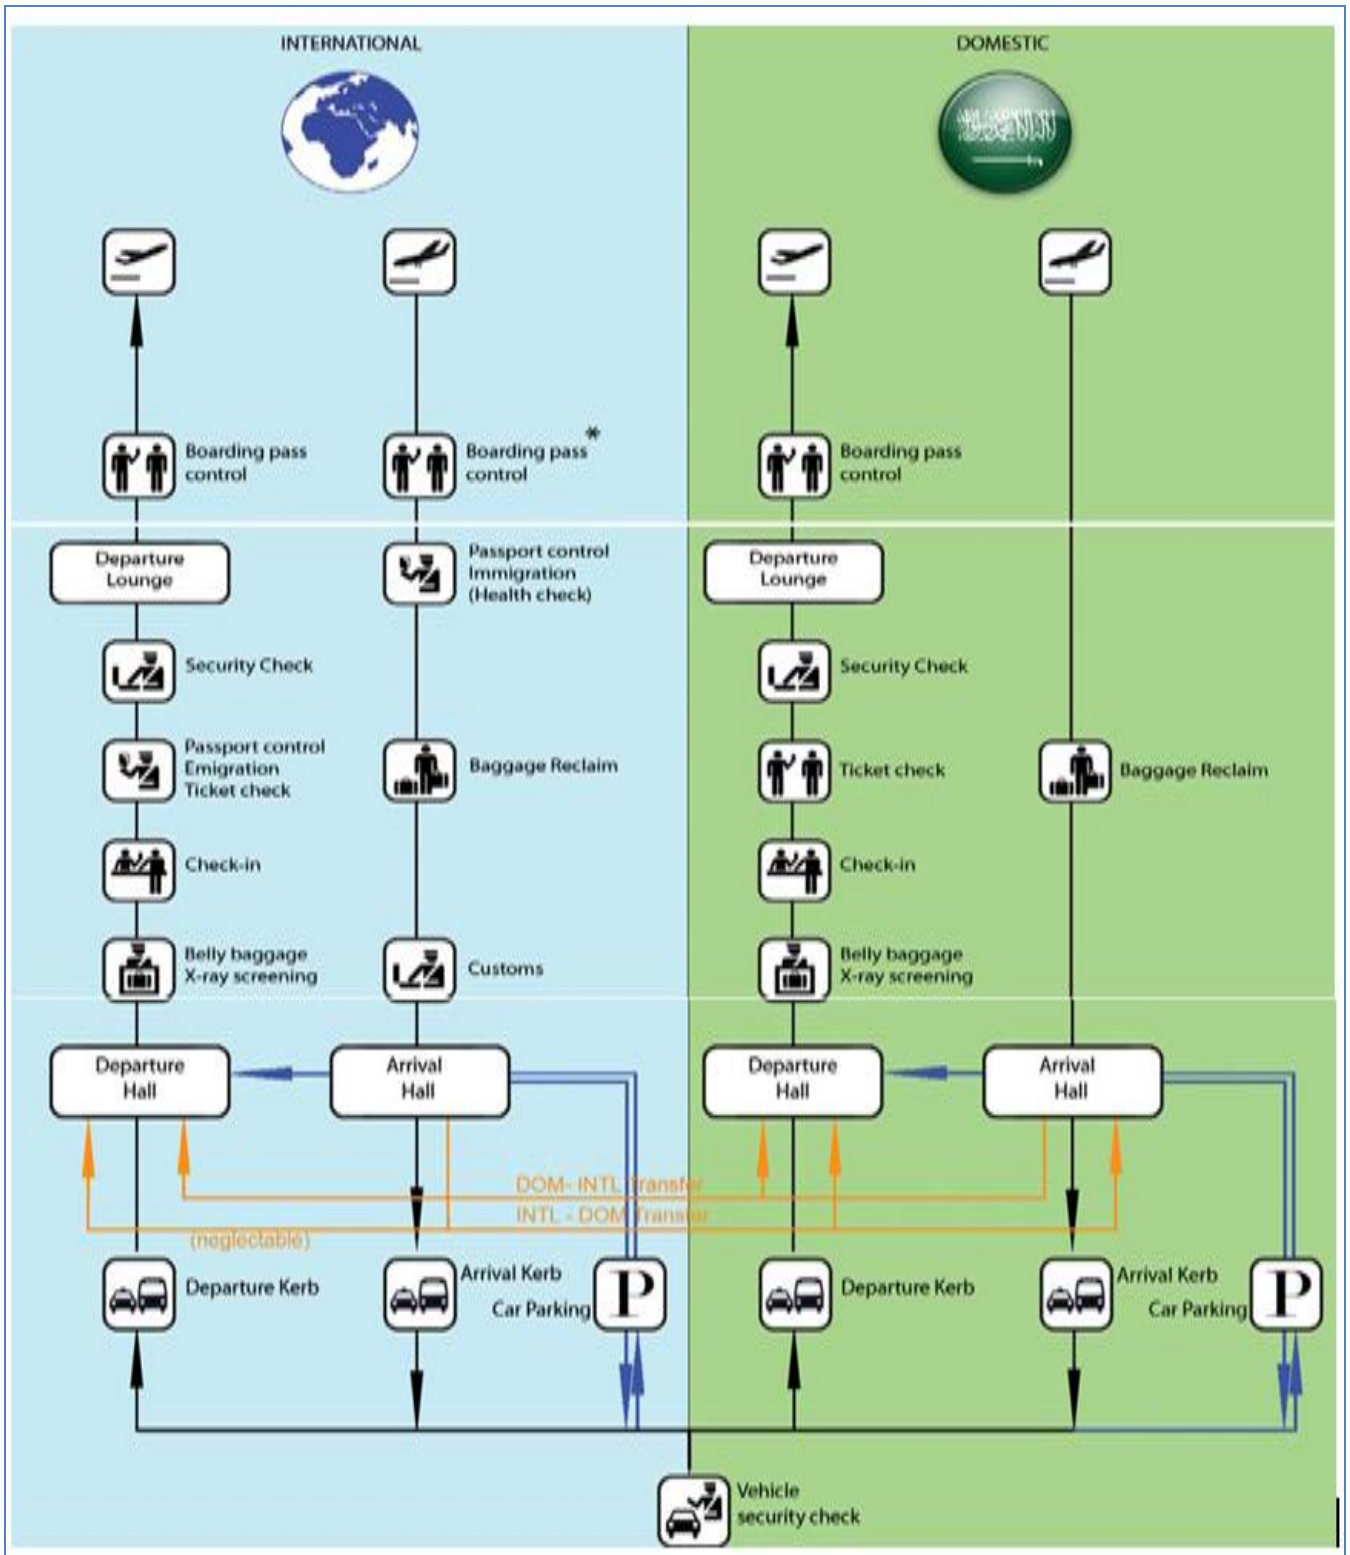 INTERNATIONAL
DOMESTIC
Boarding pass
control
Boarding pass*
control
Boarding pass
control
Departure
Lounge
Passport control
Immigration
(Health check)
Departure
Lounge
Security Check
Security Check
Passport control
Emigration
Ticket check
Baggage Reclaim
Ticket check
Baggage Reclaim
Check-in
Check-in
Belly baggage
X-ray screening
Customs
Belly baggage
X-ray screening
Departure
Hall
Arrival
Hall
Departure
Hall
Arrival
Hall
DOM- INTL Transfer
INTL - DOM Transfer
(neglectable)
Departure Kerb
Arrival Kerb
Car Parking
P
Departure Kerb
Arrival Kerb
Car Parking
P
Vehicle
security check